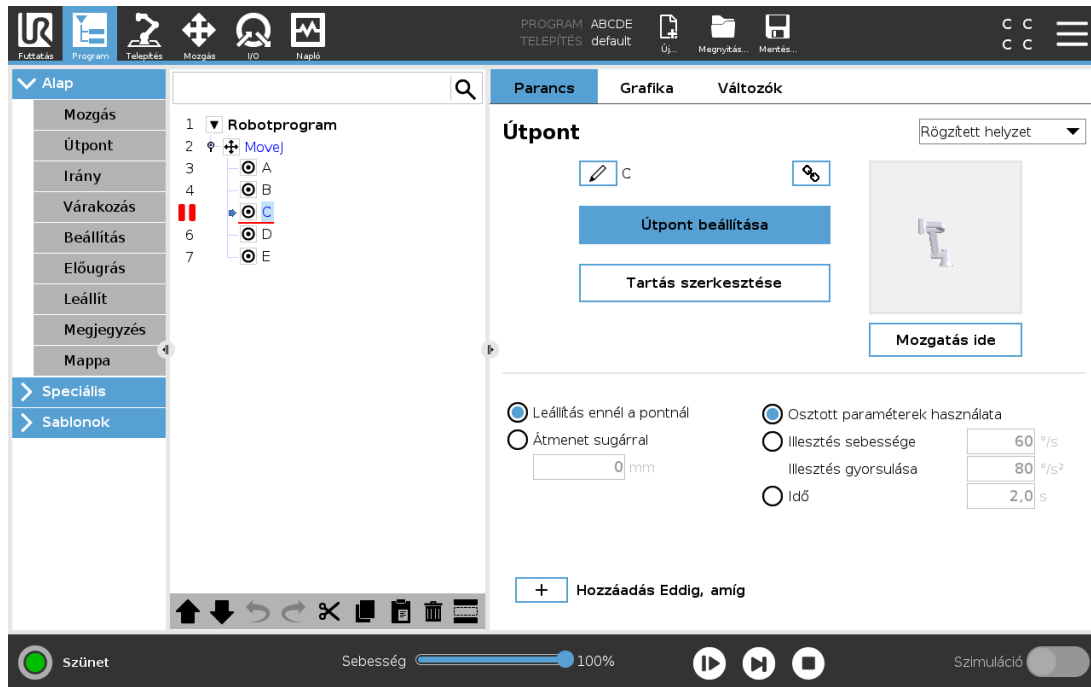 PROGRAM ABCDE
TELEPÍTÉS default
UR
Futtatás
Program
Telepítés
Mozgás
I/O
Napló
Új...
Megnyitás...
Mentés...
C C
C C
Alap
Mozgás
Útpont
Irány
Várakozás
Beállítás
Előugrás
Leállít
Megjegyzés
Mappa
Speciális
Sablonok
1 Robotprogram
2 MoveJ
3 A
4 B
C
6 D
7 E
Parancs
Grafika
Változók
Útpont
Rögzített helyzet
C
Útpont beállítása
Tartás szerkesztése
Mozgatás ide
Leállítás ennél a pontnál
Átmenet sugárral
0 mm
Osztott paraméterek használata
Illesztés sebessége 60 °/s
Illesztés gyorsulása 80 °/s²
Idő 2,0 s
+ Hozzáadás Eddig, amíg
Szünet
Sebesség 100%
Szimuláció